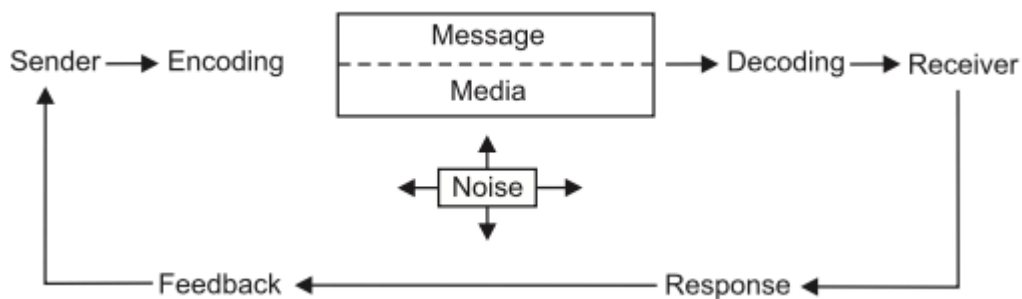 Message
Sender Encoding Decoding Receiver
Media
Noise
Feedback Response